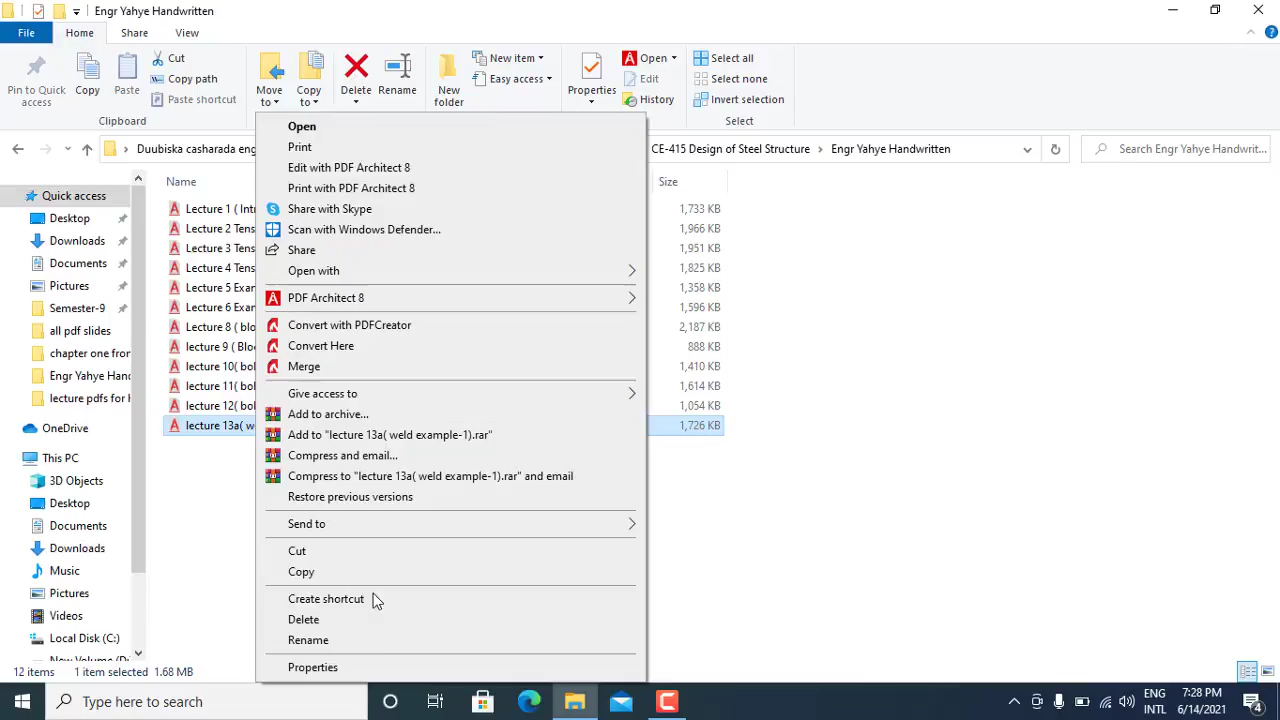 Engr Yahye Handwritten
File
Home
Share
View
Pin to Quick access
Copy
Paste
Cut
Copy path
Paste shortcut
Clipboard
Move to
Copy to
Delete
Rename
New folder
New item
Easy access
Properties
Open
Edit
History
Select all
Select none
Invert selection
Select
Duubiska casharada eng
CE-415 Design of Steel Structure
Engr Yahye Handwritten
Search Engr Yahye Handwrit...
Quick access
Desktop
Downloads
Documents
Pictures
Semester-9
all pdf slides
chapter one from
Engr Yahye Hand
lecture pdfs for h
OneDrive
This PC
3D Objects
Desktop
Documents
Downloads
Music
Pictures
Videos
Local Disk (C:)
New Volume (D:
Name
Size
Lecture 1 ( Int
1,733 KB
Lecture 2 Tens
1,966 KB
Lecture 3 Tens
1,951 KB
Lecture 4 Tens
1,825 KB
Lecture 5 Exa
1,358 KB
Lecture 6 Exa
1,596 KB
Lecture 8 ( blo
2,187 KB
lecture 9 ( Bloc
888 KB
lecture 10( bol
1,410 KB
lecture 11( bol
1,614 KB
lecture 12( bol
1,054 KB
lecture 13a( w
1,726 KB
Open
Print
Edit with PDF Architect 8
Print with PDF Architect 8
Share with Skype
Scan with Windows Defender...
Share
Open with
PDF Architect 8
Convert with PDFCreator
Convert Here
Merge
Give access to
Add to archive...
Add to "lecture 13a( weld example-1).rar"
Compress and email...
Compress to "lecture 13a( weld example-1).rar" and email
Restore previous versions
Send to
Cut
Copy
Create shortcut
Delete
Rename
Properties
12 items
1 item selected 1.68 MB
Type here to search
ENG
INTL
7:28 PM
6/14/2021
4